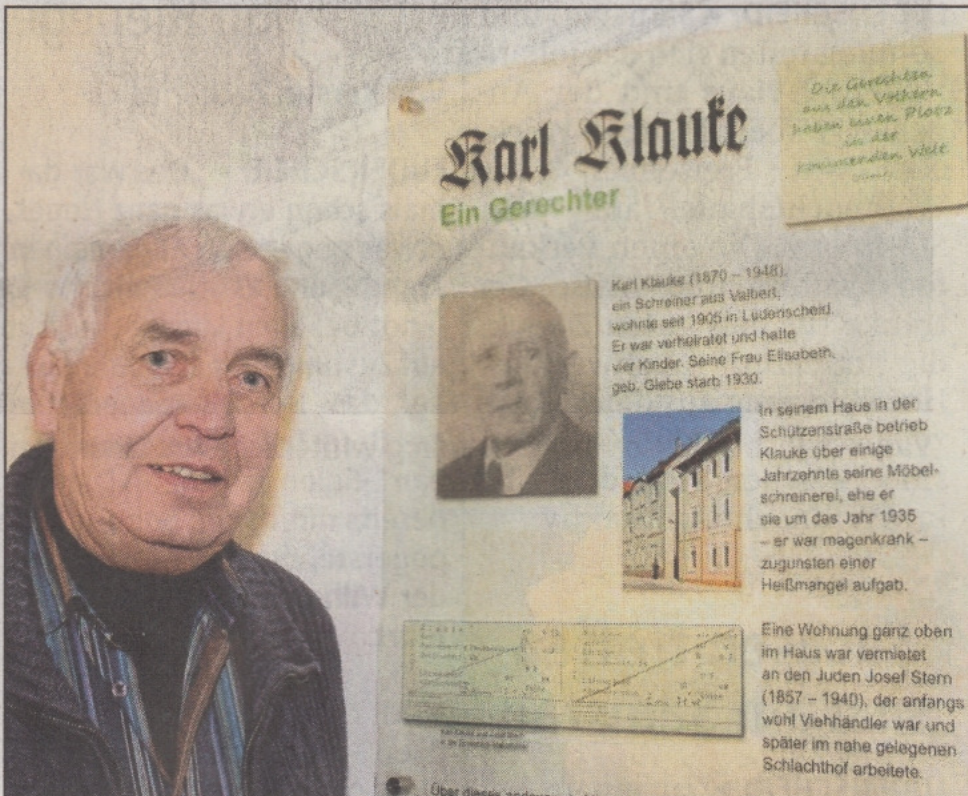 Karl Klauke
Ein Gerechter
Die Gerechten
aus den Völkern
haben einen Platz
in der
kommenden Welt
Karl Klauke (1870 – 1948),
ein Schreiner aus Valbert,
wohnte seit 1905 in Lüdenscheid.
Er war verheiratet und hatte
vier Kinder. Seine Frau Elisabeth,
geb. Giebe starb 1930.
In seinem Haus in der
Schützenstraße betrieb
Klauke über einige
Jahrzehnte seine Möbel-
schreinerei, ehe er
sie um das Jahr 1935
– er war magenkrank –
zugunsten einer
Heißmangel aufgab.
Eine Wohnung ganz oben
im Haus war vermietet
an den Juden Josef Stern
(1857 – 1940), der anfangs
wohl Viehhändler war und
später im nahe gelegenen
Schlachthof arbeitete.